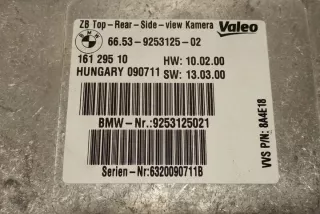 ZB Top-Rear-Side-view Kamera
Valeo
BMW
66.53-9253125-02
161 295 10
HW: 10.02.00
HUNGARY 090711
SW: 13.03.00
BMW-Nr.:9253125021
Serien-Nr:6320090711B
VVS P/N: 8A4E18